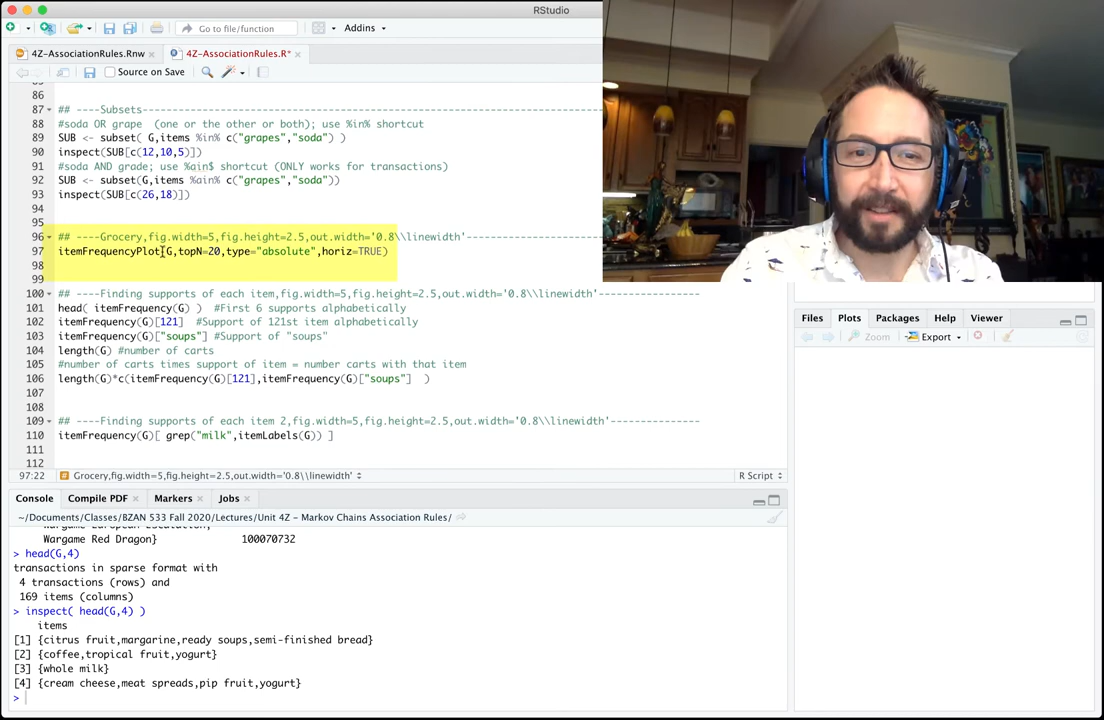 RStudio
Go to file/function
Addins
4Z-AssociationRules.Rnw
4Z-AssociationRules.R*
Source on Save
86
87 ## ----Subsets-----------------------------------------------------------------
88 #soda OR grape  (one or the other or both); use %in% shortcut
89 SUB <- subset( G,items %in% c("grapes","soda") )
90 inspect(SUB[c(12,10,5)])
91 #soda AND grade; use %ain$ shortcut (ONLY works for transactions)
92 SUB <- subset(G,items %ain% c("grapes","soda"))
93 inspect(SUB[c(26,18)])
94
95
96 ## ----Grocery,fig.width=5,fig.height=2.5,out.width='0.8\\linewidth'-------------------
97 itemFrequencyPlot(G,topN=20,type="absolute",horiz=TRUE)
98
99
100 ## ----Finding supports of each item,fig.width=5,fig.height=2.5,out.width='0.8\\linewidth'----------------
101 head( itemFrequency(G) )  #First 6 supports alphabetically
102 itemFrequency(G)[121]  #Support of 121st item alphabetically
103 itemFrequency(G)["soups"] #Support of "soups"
104 length(G) #number of carts
105 #number of carts times support of item = number carts with that item
106 length(G)*c(itemFrequency(G)[121],itemFrequency(G)["soups"]  )
107
108
109 ## ----Finding supports of each item 2,fig.width=5,fig.height=2.5,out.width='0.8\\linewidth'--------------
110 itemFrequency(G)[ grep("milk",itemLabels(G)) ]
111
112
97:22 Grocery,fig.width=5,fig.height=2.5,out.width='0.8\\linewidth' R Script
Console Compile PDF Markers Jobs
~/Documents/Classes/BZAN 533 Fall 2020/Lectures/Unit 4Z - Markov Chains Association Rules/
Wargame Red Dragon} 100070732
> head(G,4)
transactions in sparse format with
4 transactions (rows) and
169 items (columns)
> inspect( head(G,4) )
items
[1] {citrus fruit,margarine,ready soups,semi-finished bread}
[2] {coffee,tropical fruit,yogurt}
[3] {whole milk}
[4] {cream cheese,meat spreads,pip fruit,yogurt}
>
Files Plots Packages Help Viewer
Zoom Export